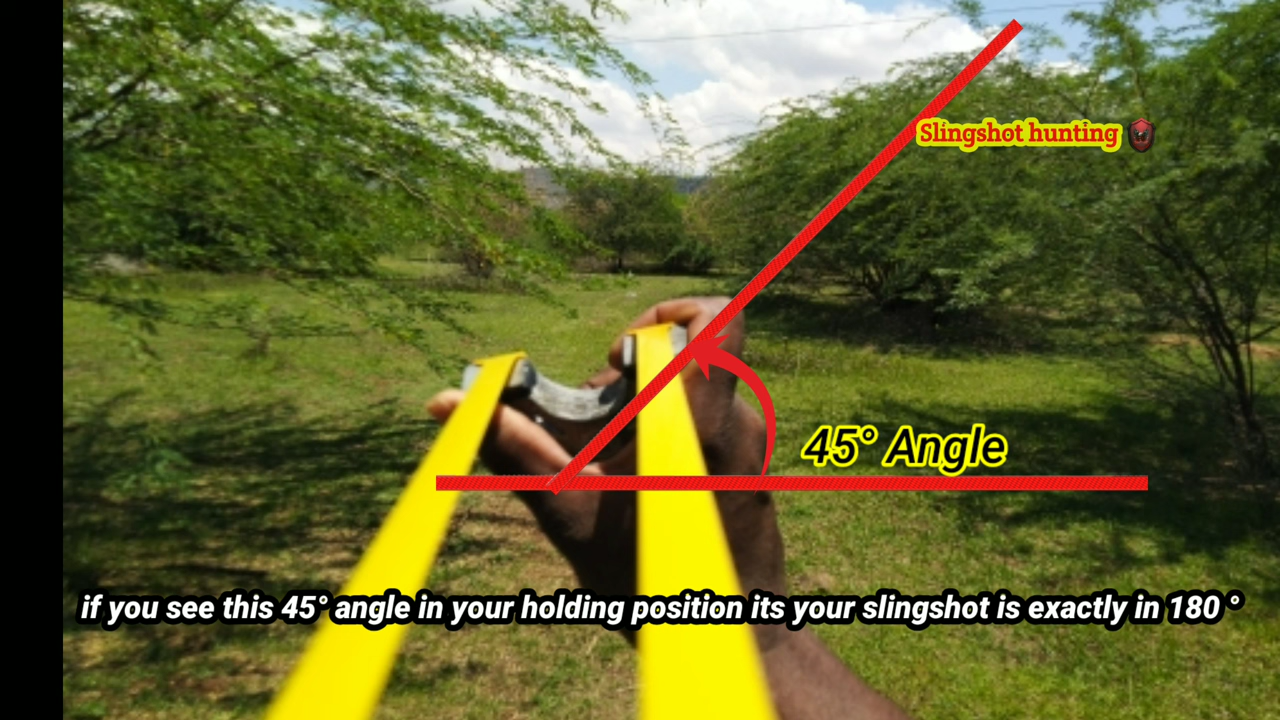 Slingshot hunting
45° Angle
if you see this 45° angle in your holding position its your slingshot is exactly in 180 °